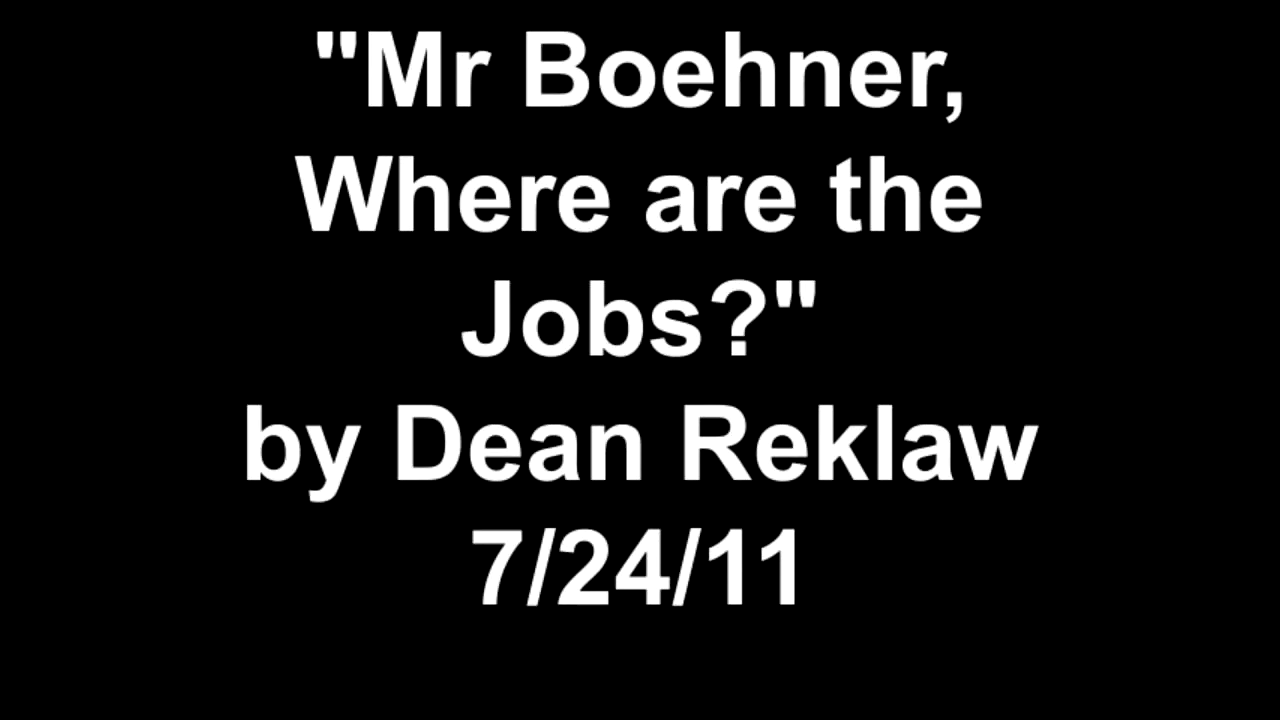 "Mr Boehner,
Where are the
Jobs?"
by Dean Reklaw
7/24/11